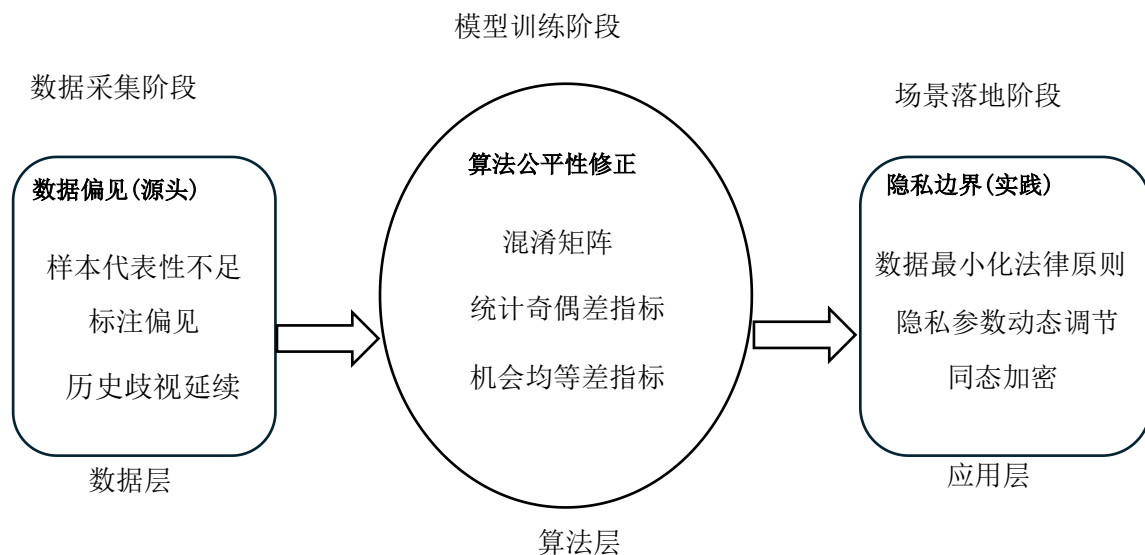 模型训练阶段
数据采集阶段
场景落地阶段
数据偏见(源头)
样本代表性不足
标注偏见
历史歧视延续
数据层
算法公平性修正
混淆矩阵
统计奇偶差指标
机会均等差指标
算法层
隐私边界(实践)
数据最小化法律原则
隐私参数动态调节
同态加密
应用层